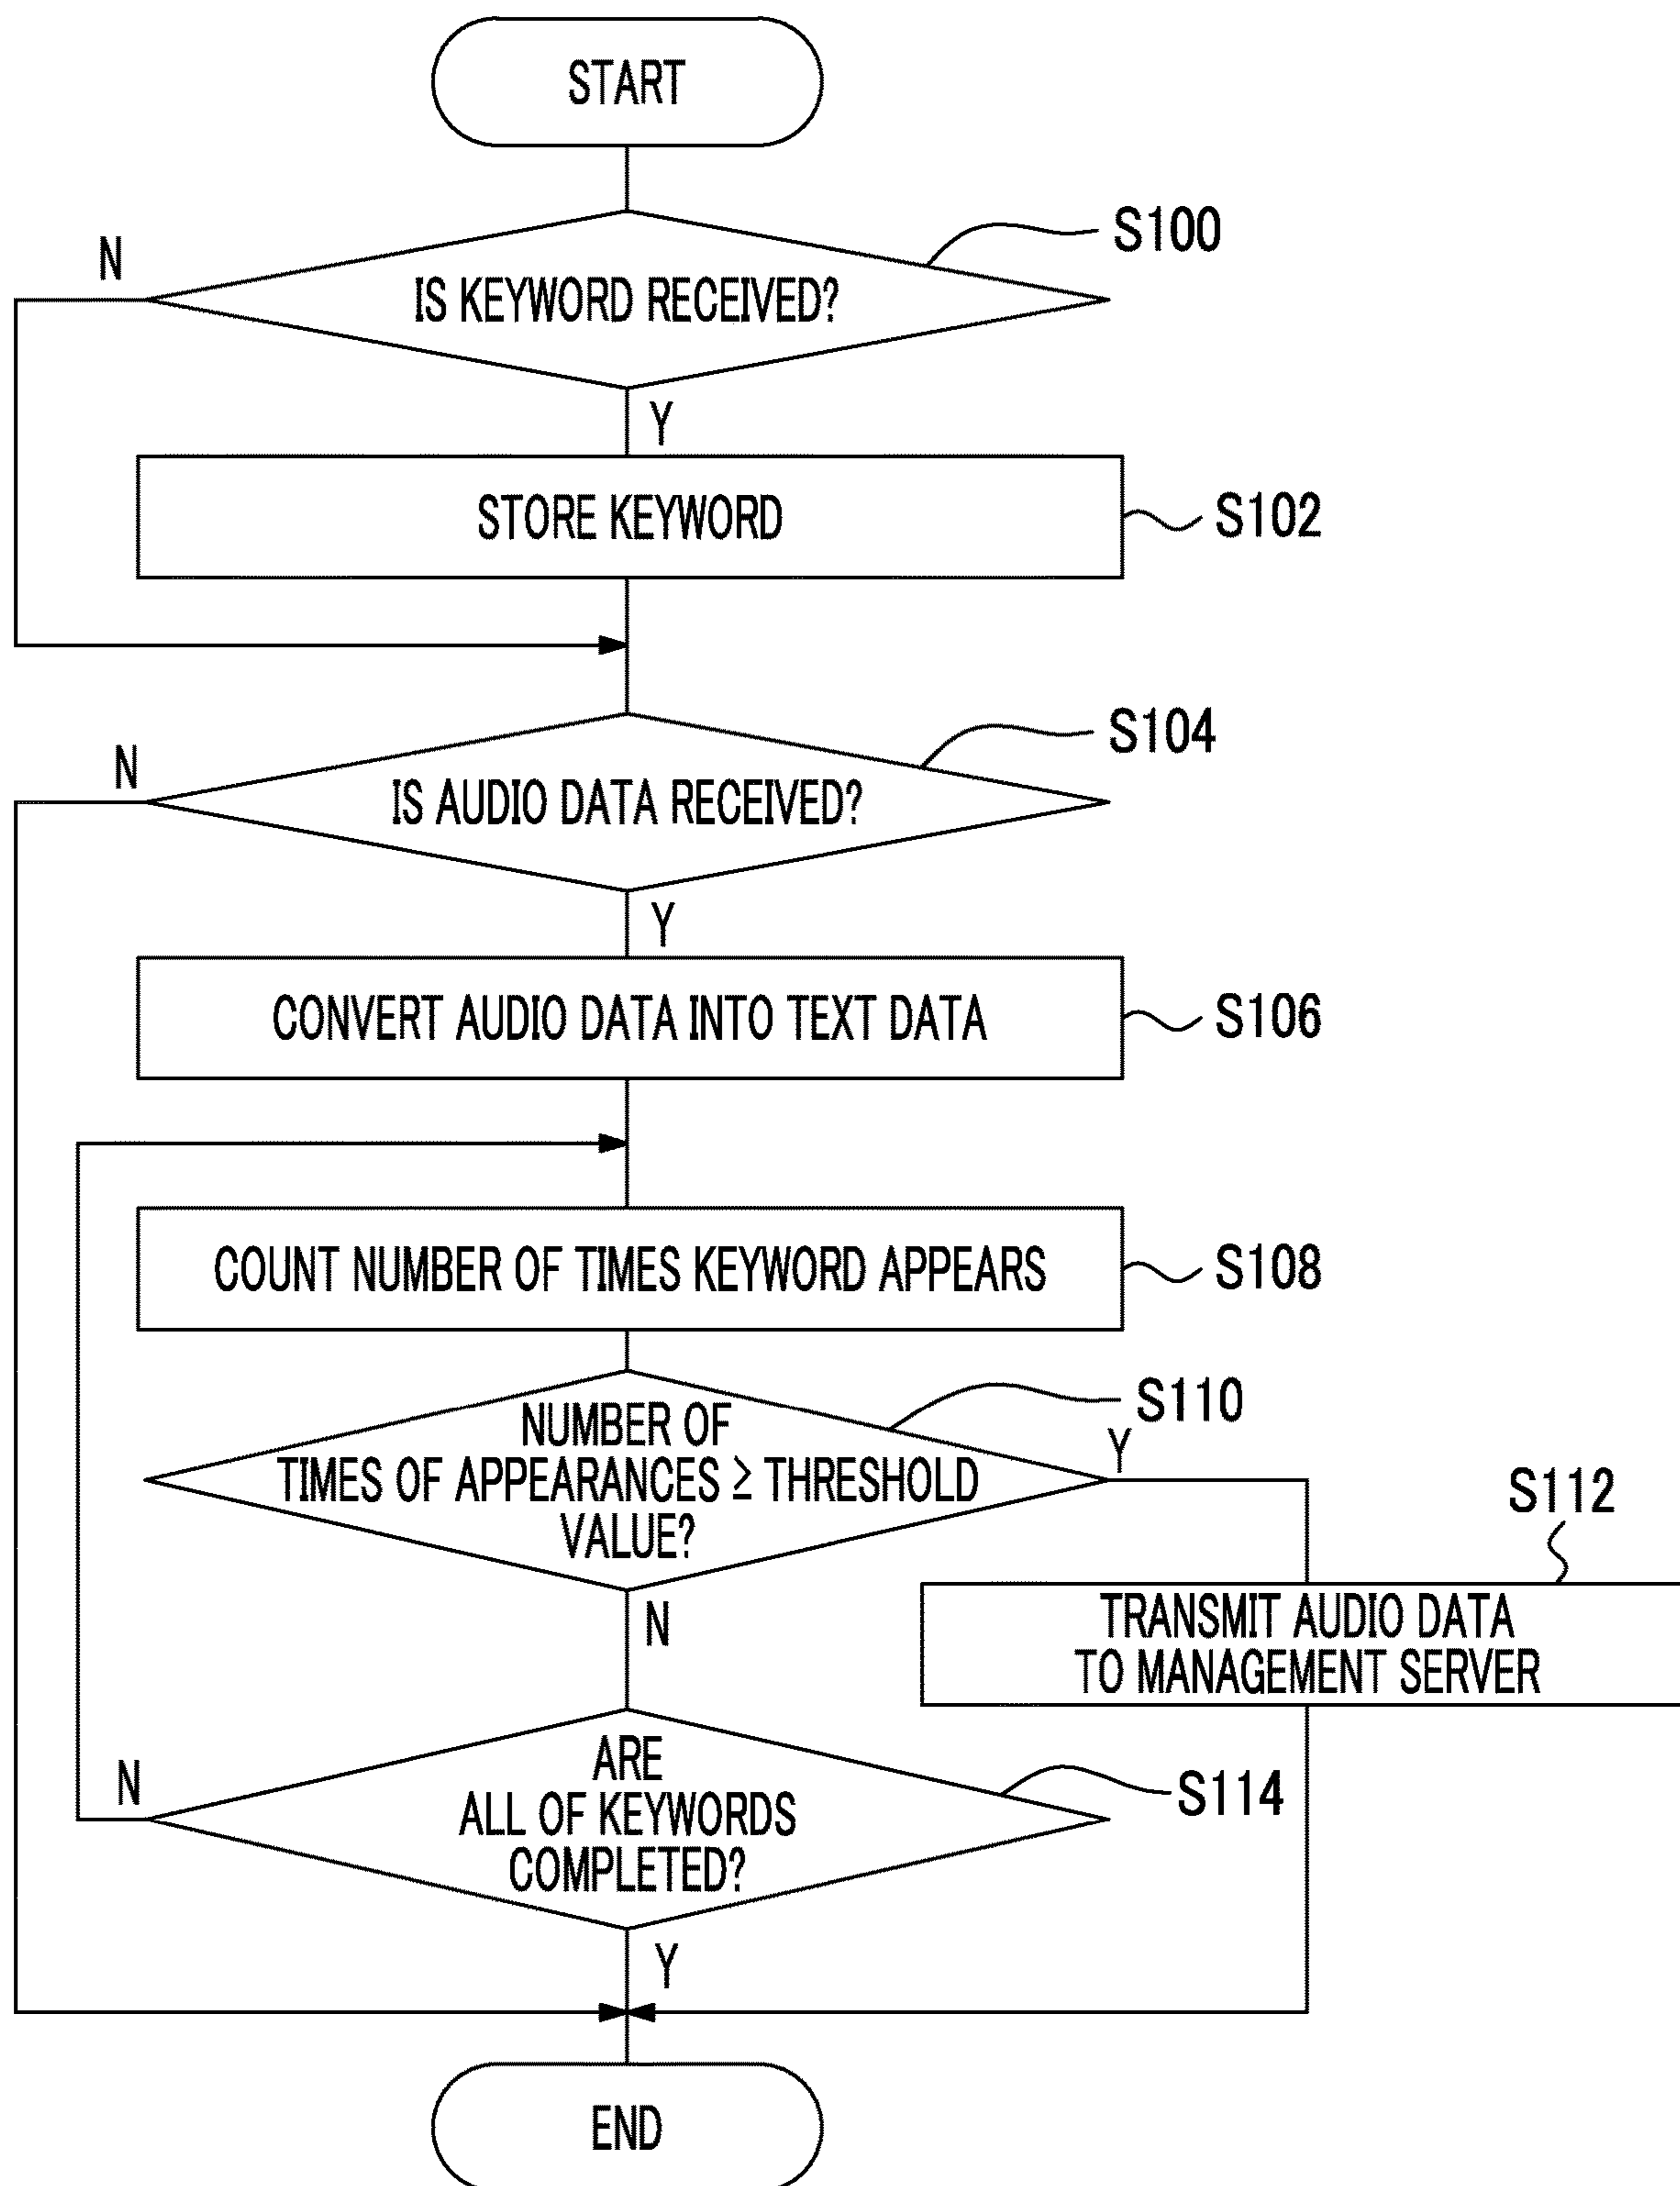 START
S100
N
IS KEYWORD RECEIVED?
Y
STORE KEYWORD
S102
S104
N
IS AUDIO DATA RECEIVED?
Y
CONVERT AUDIO DATA INTO TEXT DATA
S106
COUNT NUMBER OF TIMES KEYWORD APPEARS
S108
S110
NUMBER OF
TIMES OF APPEARANCES ≥ THRESHOLD
VALUE?
Y
S112
N
TRANSMIT AUDIO DATA
TO MANAGEMENT SERVER
N
ARE
ALL OF KEYWORDS
COMPLETED?
S114
Y
END